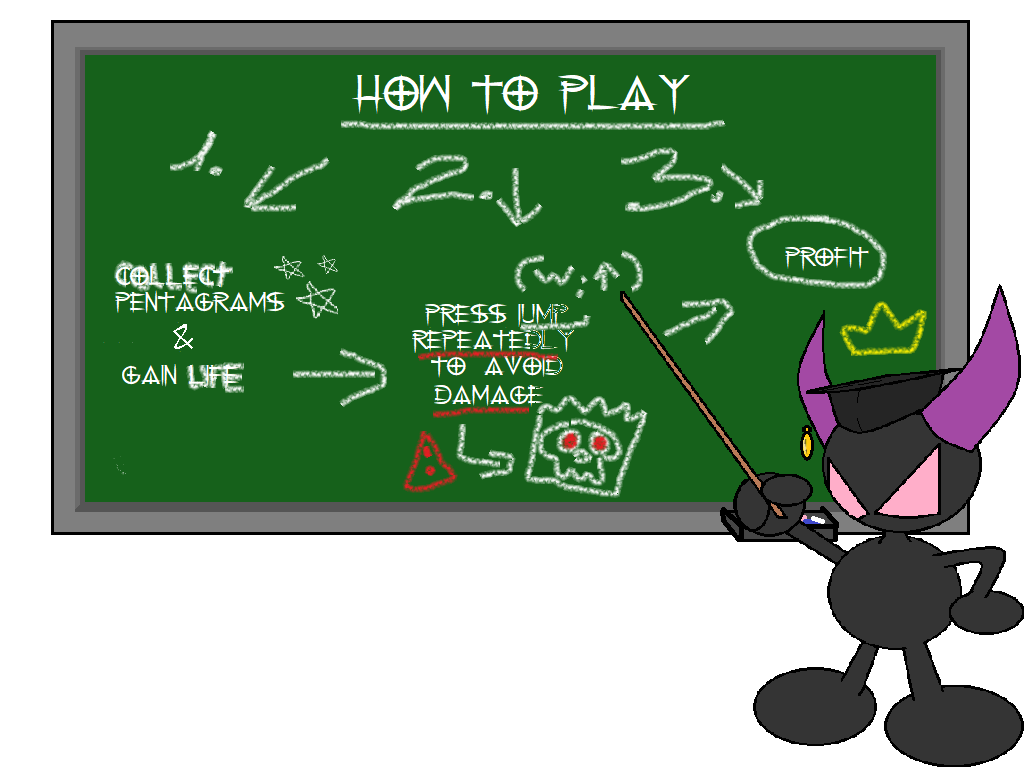 HOW TO PLAY
1.
2.
3.
COLLECT
PENTAGRAMS
&
GAIN LIFE
(W;↑)
PRESS JUMP
REPEATEDLY
TO AVOID
DAMAGE
!
PROFIT